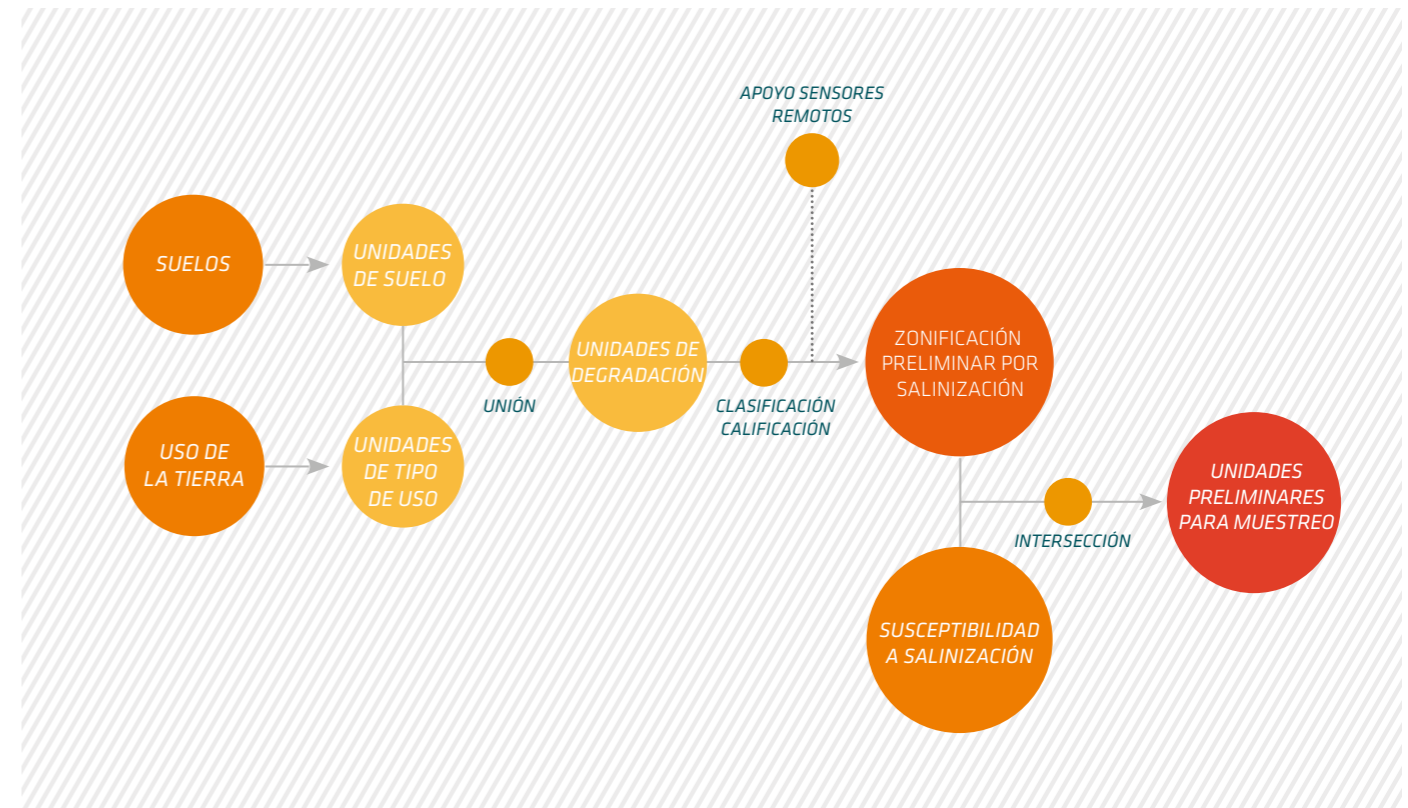 APOYO SENSORES
REMOTOS
SUELOS
UNIDADES
DE SUELO
USO DE
LA TIERRA
UNIDADES
DE TIPO
DE USO
UNIÓN
UNIDADES DE
DEGRADACIÓN
CLASIFICACIÓN
CALIFICACIÓN
ZONIFICACIÓN
PRELIMINAR POR
SALINIZACIÓN
SUSCEPTIBILIDAD
A SALINIZACIÓN
INTERSECCIÓN
UNIDADES
PRELIMINARES
PARA MUESTREO